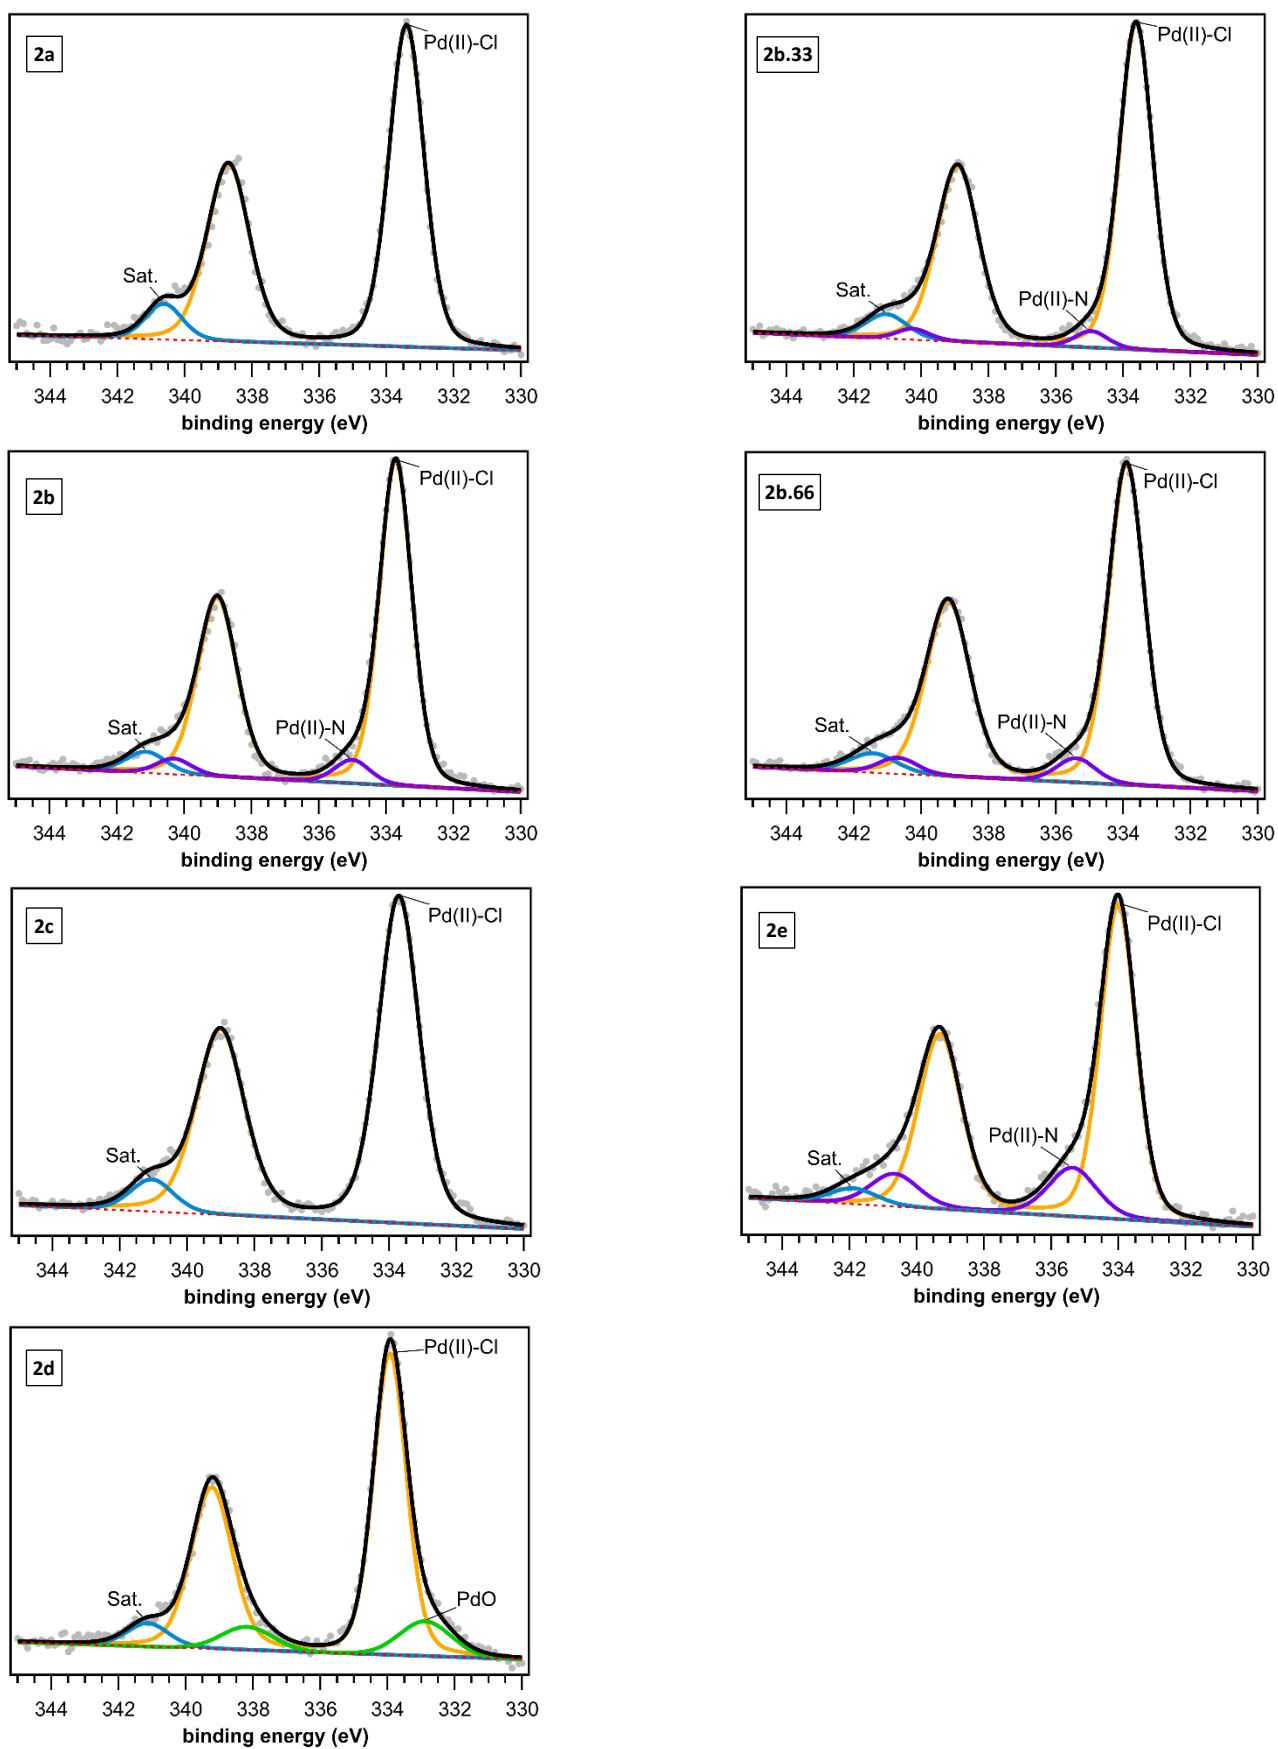 2a
Pd(II)-Cl
Sat.
344 342 340 338 336 334 332 330
binding energy (eV)
2b.33
Pd(II)-Cl
Sat.
Pd(II)-N
344 342 340 338 336 334 332 330
binding energy (eV)
2b
Pd(II)-Cl
Sat.
Pd(II)-N
344 342 340 338 336 334 332 330
binding energy (eV)
2b.66
Pd(II)-Cl
Sat.
Pd(II)-N
344 342 340 338 336 334 332 330
binding energy (eV)
2c
Pd(II)-Cl
Sat.
344 342 340 338 336 334 332 330
binding energy (eV)
2e
Pd(II)-Cl
Pd(II)-N
Sat.
344 342 340 338 336 334 332 330
binding energy (eV)
2d
Pd(II)-Cl
Sat.
PdO
344 342 340 338 336 334 332 330
binding energy (eV)